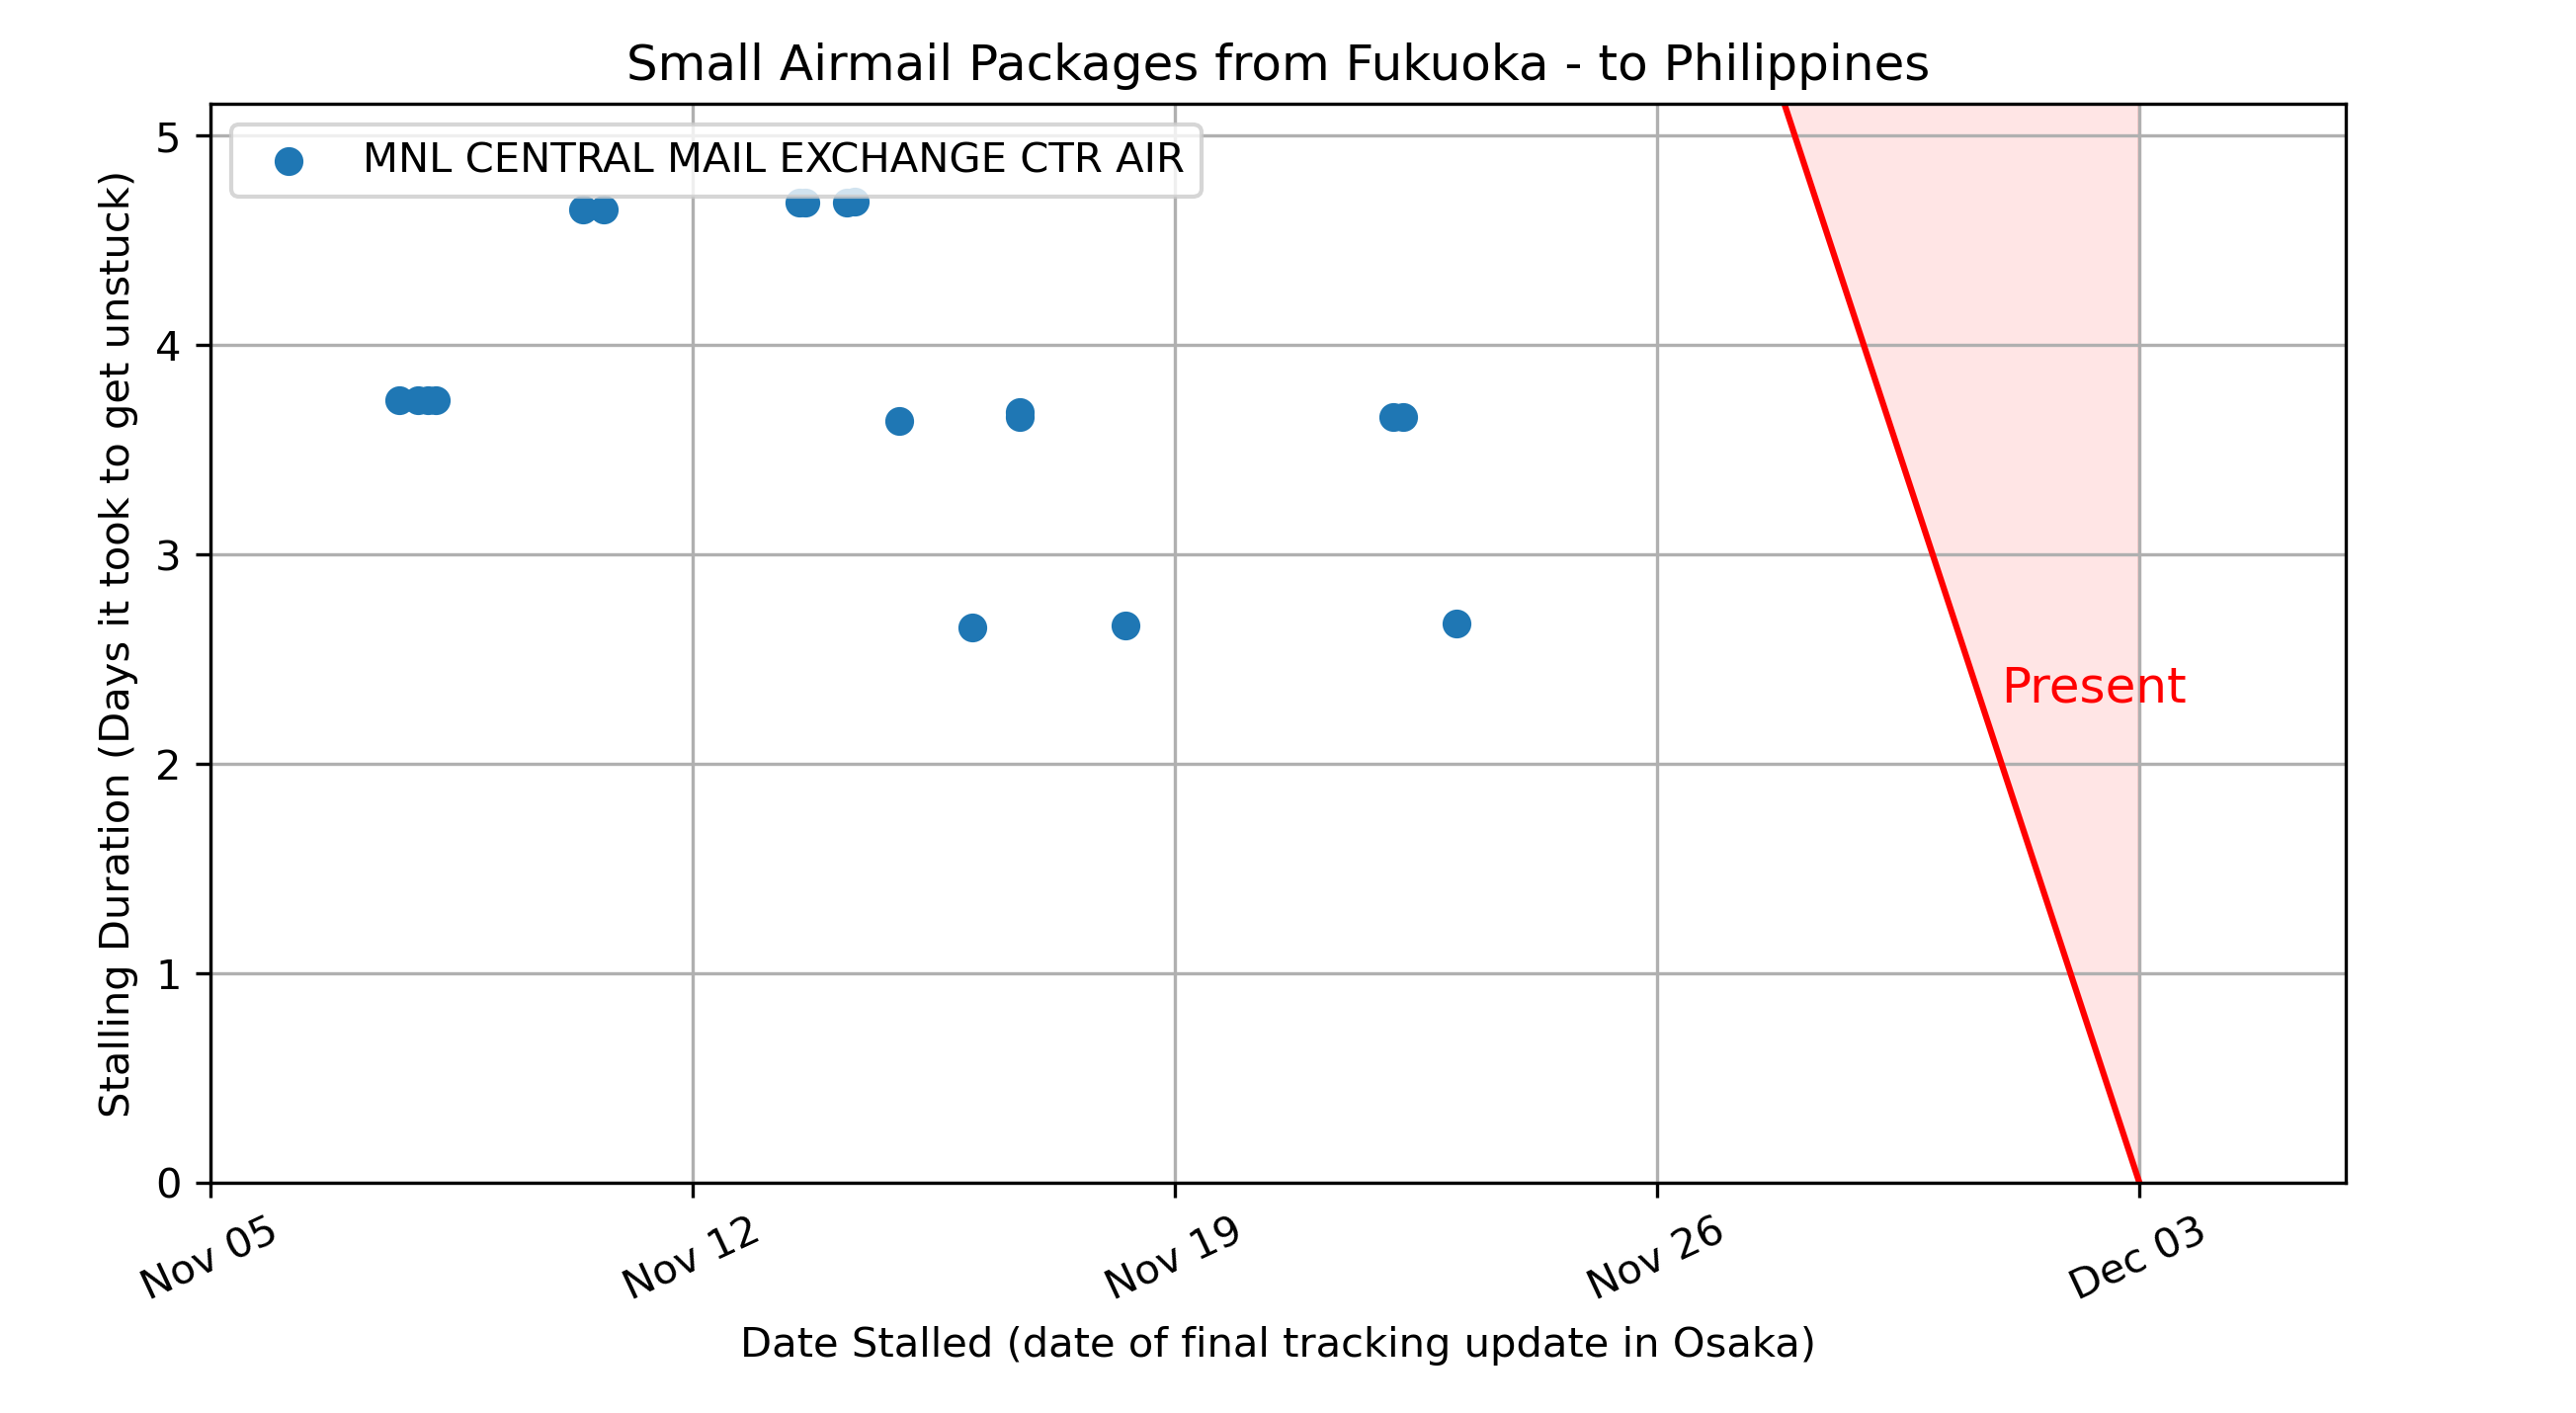 Small Airmail Packages from Fukuoka - to Philippines
MNL CENTRAL MAIL EXCHANGE CTR AIR
Stalling Duration (Days it took to get unstuck)
5
4
3
2
1
0
Present
Nov 05
Nov 12
Nov 19
Nov 26
Dec 03
Date Stalled (date of final tracking update in Osaka)